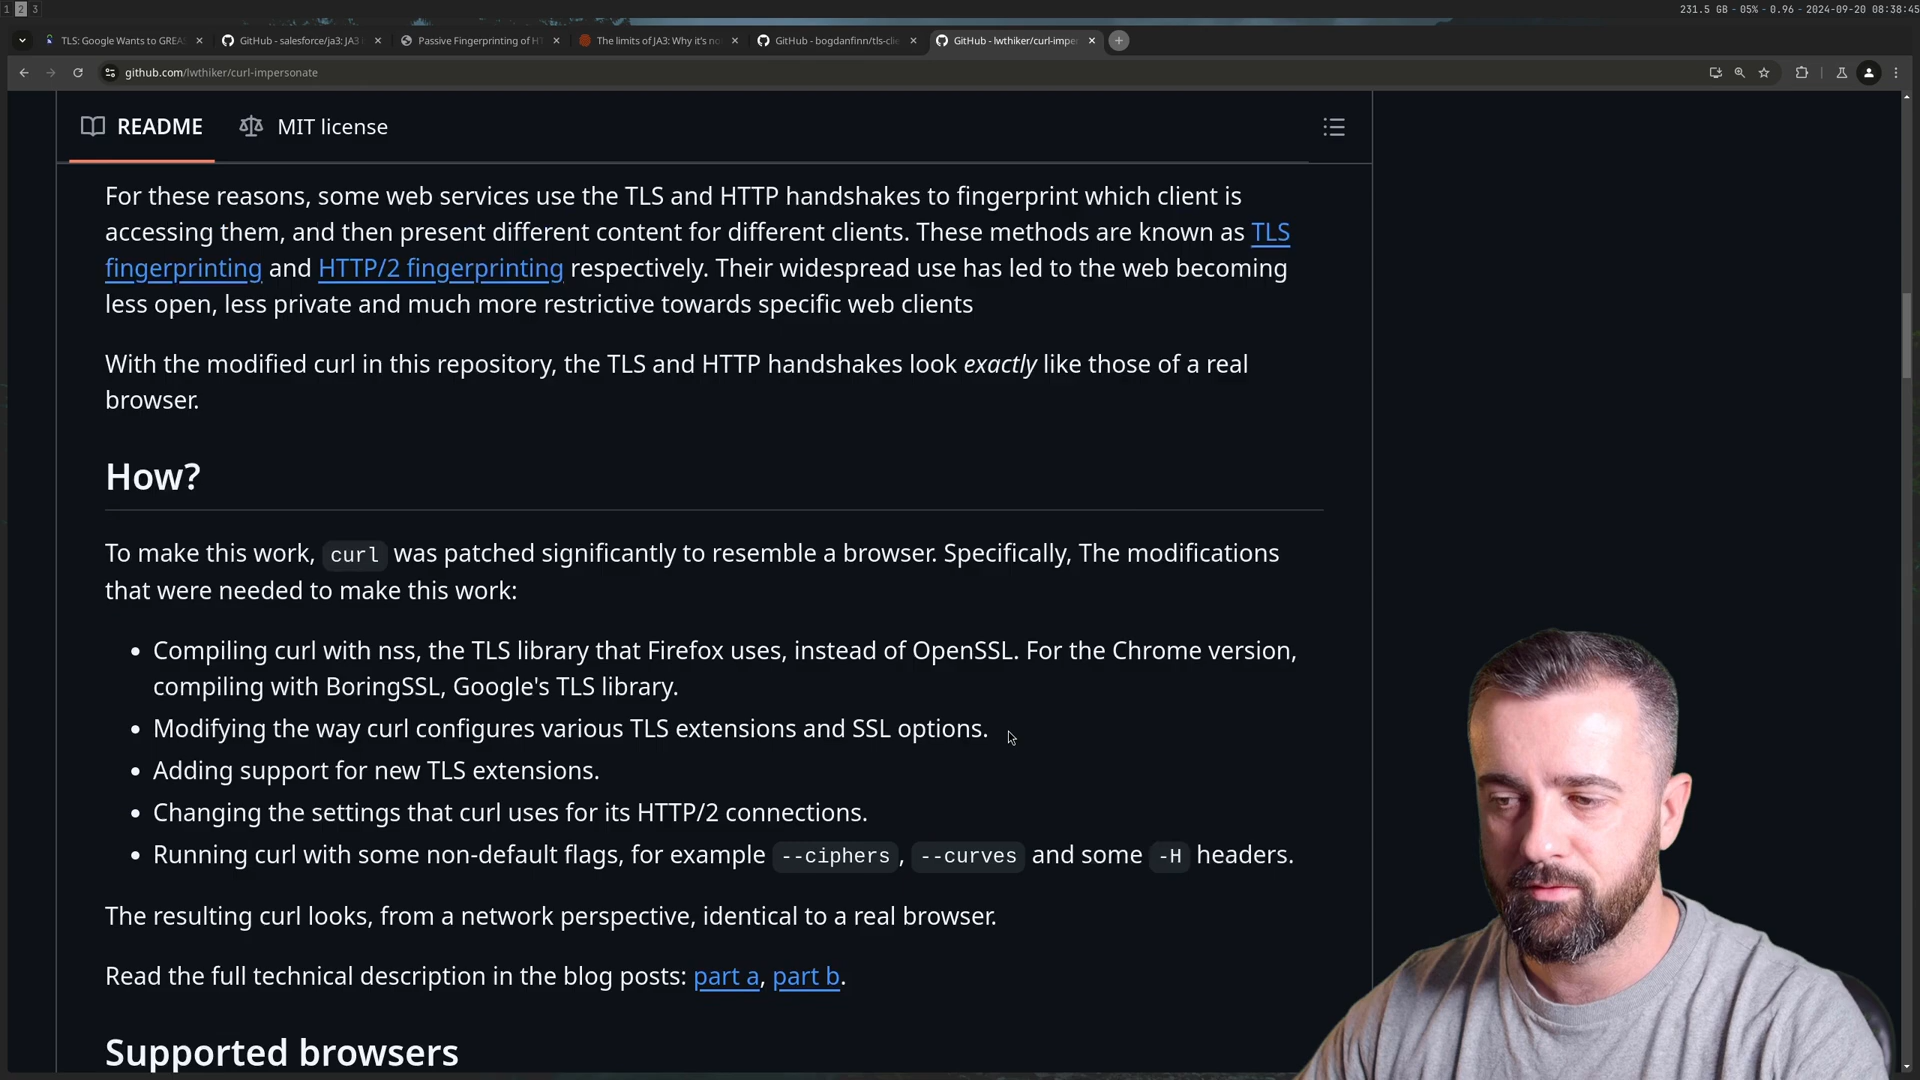 1 2 3
231.5 GB - 05% - 0.96 - 2024-09-20 08:38:45
TLS: Google Wants to GREAS
GitHub - salesforce/ja3: JA3 I
Passive Fingerprinting of HT
The limits of JA3: Why it's no
GitHub - bogdanfinn/tls-clie
GitHub - lwthiker/curl-impe
github.com/lwthiker/curl-impersonate
README
MIT license
For these reasons, some web services use the TLS and HTTP handshakes to fingerprint which client is
accessing them, and then present different content for different clients. These methods are known as TLS
fingerprinting and HTTP/2 fingerprinting respectively. Their widespread use has led to the web becoming
less open, less private and much more restrictive towards specific web clients
With the modified curl in this repository, the TLS and HTTP handshakes look exactly like those of a real
browser.
How?
To make this work, curl was patched significantly to resemble a browser. Specifically, The modifications
that were needed to make this work:
• Compiling curl with nss, the TLS library that Firefox uses, instead of OpenSSL. For the Chrome version,
compiling with BoringSSL, Google's TLS library.
• Modifying the way curl configures various TLS extensions and SSL options.
• Adding support for new TLS extensions.
• Changing the settings that curl uses for its HTTP/2 connections.
• Running curl with some non-default flags, for example --ciphers, --curves and some -H headers.
The resulting curl looks, from a network perspective, identical to a real browser.
Read the full technical description in the blog posts: part a, part b.
Supported browsers